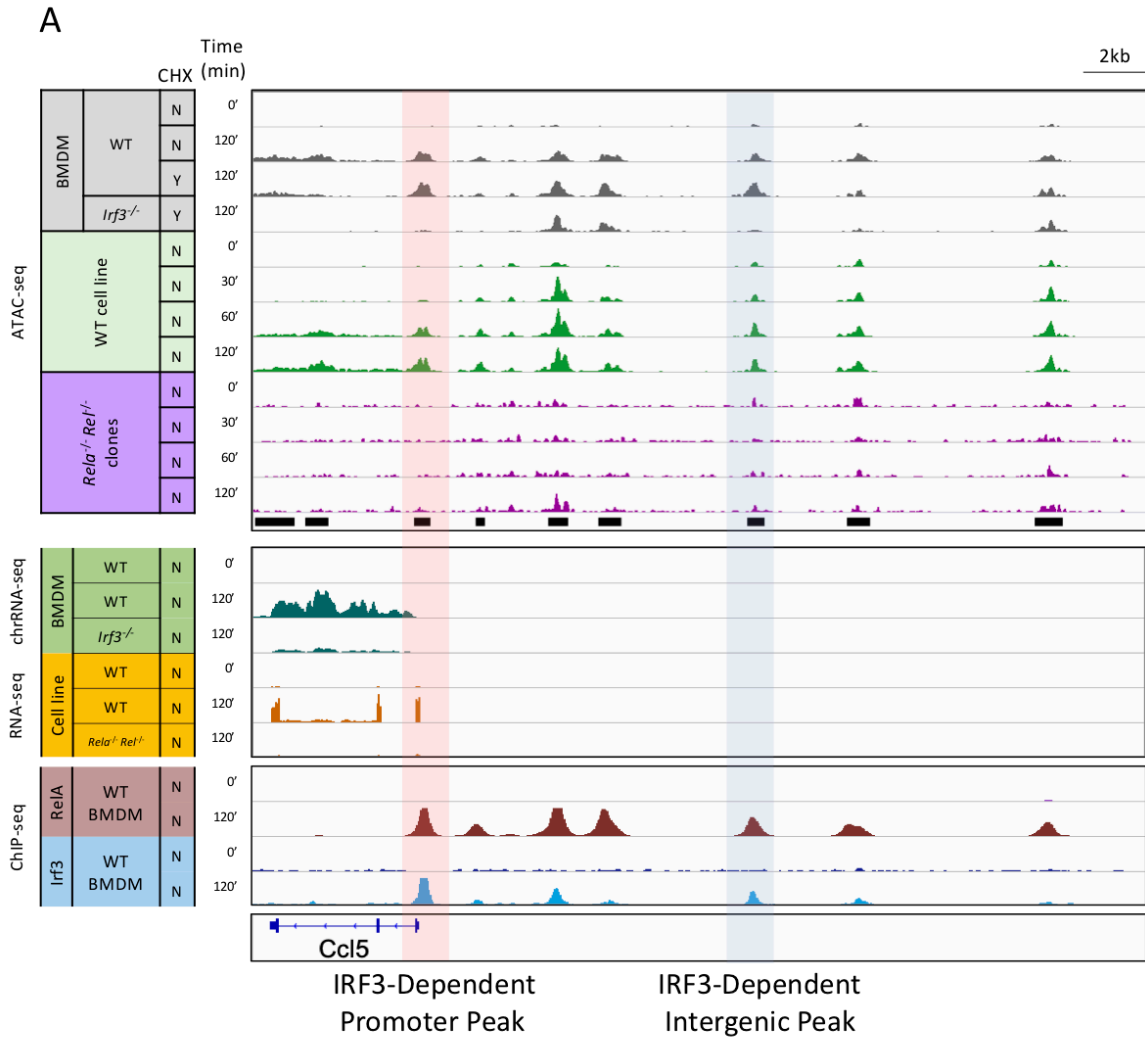 A
Time
(min)
CHX
2kb
ATAC-seq
BMDM
WT
Irf3-/-
N
N
Y
Y
0′
120′
120′
120′
WT cell line
N
N
N
N
0′
30′
60′
120′
Rela-/- Rel-/-
clones
N
N
N
N
0′
30′
60′
120′
chrRNA-seq
BMDM
WT
N
0′
WT
N
120′
Irf3-/-
N
120′
RNA-seq
Cell line
WT
N
0′
WT
N
120′
Rela-/- Rel-/-
N
120′
ChIP-seq
RelA
WT
BMDM
N
0′
N
120′
Irf3
WT
BMDM
N
0′
N
120′
Ccl5
IRF3-Dependent
Promoter Peak
IRF3-Dependent
Intergenic Peak